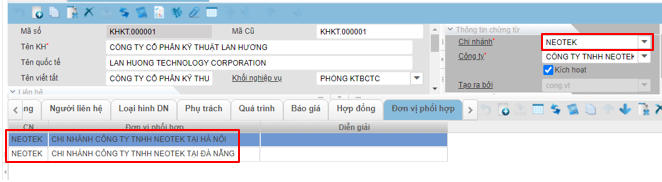 Mã số KHKT.000001 Mã Cũ KHKT.000001
Tên KH* CÔNG TY CỔ PHẦN KỸ THUẬT LAN HƯƠNG
Tên quốc tế LAN HUONG TECHNOLOGY CORPORATION
Tên viết tắt CÔNG TY CỔ PHẦN KỸ THU Khối nghiệp vụ PHÒNG KTBCTC
Liên hệ
Thông tin chứng từ
Chi nhánh* NEOTEK
Công ty* CÔNG TY TNHH NEOTEK
Kích hoạt
Tạo ra bởi cong.vt
ng Người liên hệ Loại hình DN Phụ trách Quá trình Báo giá Hợp đồng Đơn vị phối hợp
CN Đơn vị phối hợp Diễn giải
NEOTEK CHI NHÁNH CÔNG TY TNHH NEOTEK TẠI HÀ NỘI
NEOTEK CHI NHÁNH CÔNG TY TNHH NEOTEK TẠI ĐÀ NẴNG